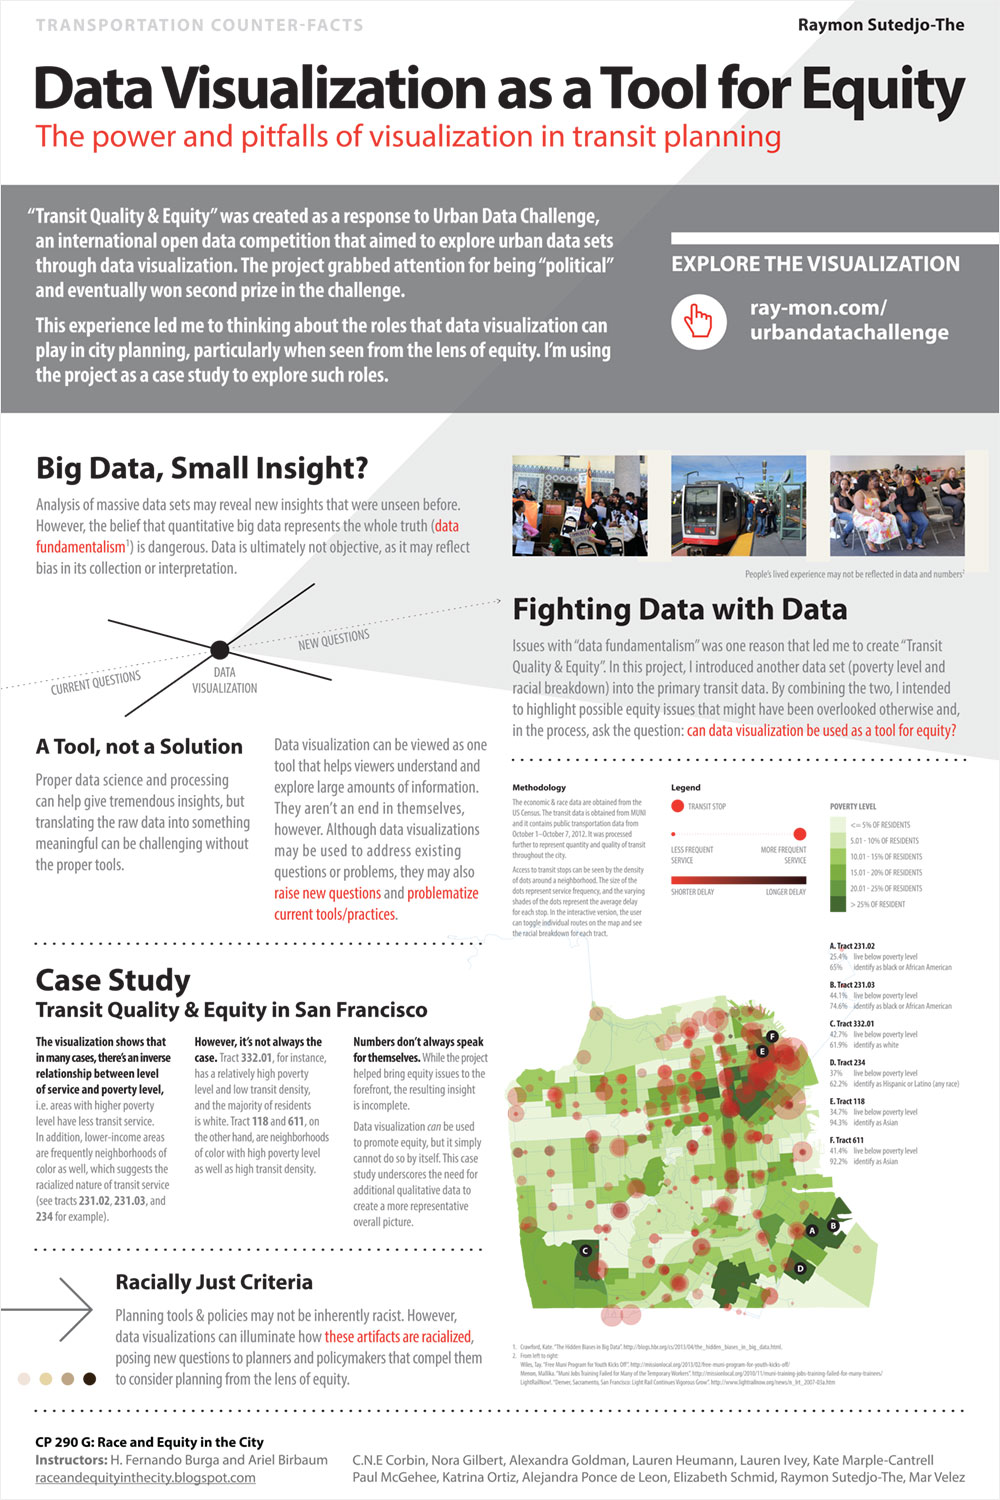 TRANSPORTATION COUNTER-FACTS
Raymon Sutedjo-The
Data Visualization as a Tool for Equity
The power and pitfalls of visualization in transit planning
“Transit Quality & Equity” was created as a response to Urban Data Challenge,
an international open data competition that aimed to explore urban data sets
through data visualization. The project grabbed attention for being “political”
and eventually won second prize in the challenge.
This experience led me to thinking about the roles that data visualization can
play in city planning, particularly when seen from the lens of equity. I’m using
the project as a case study to explore such roles.
EXPLORE THE VISUALIZATION
ray-mon.com/
urbandatachallenge
Big Data, Small Insight?
Analysis of massive data sets may reveal new insights that were unseen before.
However, the belief that quantitative big data represents the whole truth (data
fundamentalism1) is dangerous. Data is ultimately not objective, as it may reflect
bias in its collection or interpretation.
CURRENT QUESTIONS
DATA
VISUALIZATION
NEW QUESTIONS
A Tool, not a Solution
Proper data science and processing
can help give tremendous insights, but
translating the raw data into something
meaningful can be challenging without
the proper tools.
Data visualization can be viewed as one
tool that helps viewers understand and
explore large amounts of information.
They aren’t an end in themselves,
however. Although data visualizations
may be used to address existing
questions or problems, they may also
raise new questions and problematize
current tools/practices.
People’s lived experience may not be reflected in data and numbers2
Fighting Data with Data
Issues with “data fundamentalism” was one reason that led me to create “Transit
Quality & Equity”. In this project, I introduced another data set (poverty level and
racial breakdown) into the primary transit data. By combining the two, I intended
to highlight possible equity issues that might have been overlooked otherwise and,
in the process, ask the question: can data visualization be used as a tool for equity?
Methodology
The economic & race data are obtained from the
US Census. The transit data is obtained from MUNI
and it contains public transportation data from
October 1–October 7, 2012. It was processed
further to represent quantity and quality of transit
throughout the city.
Access to transit stops can be seen by the density
of dots around a neighborhood. The size of the
dots represent service frequency, and the varying
shades of the dots represent the average delay
for each stop. In the interactive version, the user
can toggle individual routes on the map and see
the racial breakdown for each tract.
Legend
TRANSIT STOP
LESS FREQUENT
SERVICE
MORE FREQUENT
SERVICE
SHORTER DELAY
LONGER DELAY
POVERTY LEVEL
<= 5% OF RESIDENTS
5.01 - 10% OF RESIDENTS
10.01 - 15% OF RESIDENTS
15.01 - 20% OF RESIDENTS
20.01 - 25% OF RESIDENTS
> 25% OF RESIDENT
A. Tract 231.02
25.4% live below poverty level
65% identify as black or African American
B. Tract 231.03
44.1% live below poverty level
74.6% identify as black or African American
C. Tract 332.01
42.7% live below poverty level
61.9% identify as white
D. Tract 234
37% live below poverty level
62.2% identify as Hispanic or Latino (any race)
E. Tract 118
34.7% live below poverty level
94.3% identify as Asian
F. Tract 611
41.4% live below poverty level
92.2% identify as Asian
F
E
A
B
C
D
Case Study
Transit Quality & Equity in San Francisco
The visualization shows that
in many cases, there’s an inverse
relationship between level
of service and poverty level,
i.e. areas with higher poverty
level have less transit service.
In addition, lower-income areas
are frequently neighborhoods of
color as well, which suggests the
racialized nature of transit service
(see tracts 231.02, 231.03, and
234 for example).
However, it’s not always the
case. Tract 332.01, for instance,
has a relatively high poverty
level and low transit density,
and the majority of residents
is white. Tract 118 and 611, on
the other hand, are neighborhoods
of color with high poverty level
as well as high transit density.
Numbers don’t always speak
for themselves. While the project
helped bring equity issues to the
forefront, the resulting insight
is incomplete.
Data visualization can be used
to promote equity, but it simply
cannot do so by itself. This case
study underscores the need for
additional qualitative data to
create a more representative
overall picture.
Racially Just Criteria
Planning tools & policies may not be inherently racist. However,
data visualizations can illuminate how these artifacts are racialized,
posing new questions to planners and policymakers that compel them
to consider planning from the lens of equity.
1. Crawford, Kate. “The Hidden Biases in Big Data”. http://blogs.hbr.org/cs/2013/04/the_hidden_biases_in_big_data.html.
2. From left to right
Wiles, Tay. “Free Muni Program for Youth Kicks Off”. http://missionlocal.org/2013/02/free-muni-program-for-youth-kicks-off/
Menon, Mallika. “Muni Jobs Training Failed for Many of the Temporary Workers”. http://missionlocal.org/2010/11/muni-training-jobs-training-failed-for-many-trainees/
LightRailNow!, “Denver, Sacramento, San Francisco: Light Rail Continues Vigorous Grow”. http://www.lightrailnow.org/news/n_lrt_2007-03a.htm
CP 290 G: Race and Equity in the City
Instructors: H. Fernando Burga and Ariel Birbaum
raceandequityinthecity.blogspot.com
C.N.E Corbin, Nora Gilbert, Alexandra Goldman, Lauren Heumann, Lauren Ivey, Kate Marple-Cantrell
Paul McGehee, Katrina Ortiz, Alejandra Ponce de Leon, Elizabeth Schmid, Raymon Sutedjo-The, Mar Velez